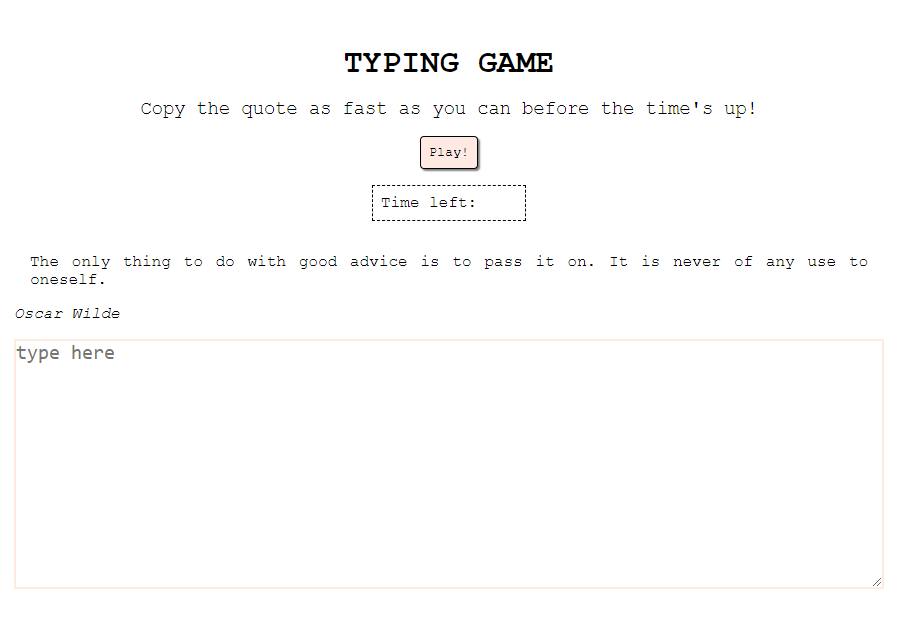 TYPING GAME
Copy the quote as fast as you can before the time's up!
Play!
Time left:
The only thing to do with good advice is to pass it on. It is never of any use to
oneself.
Oscar Wilde
type here